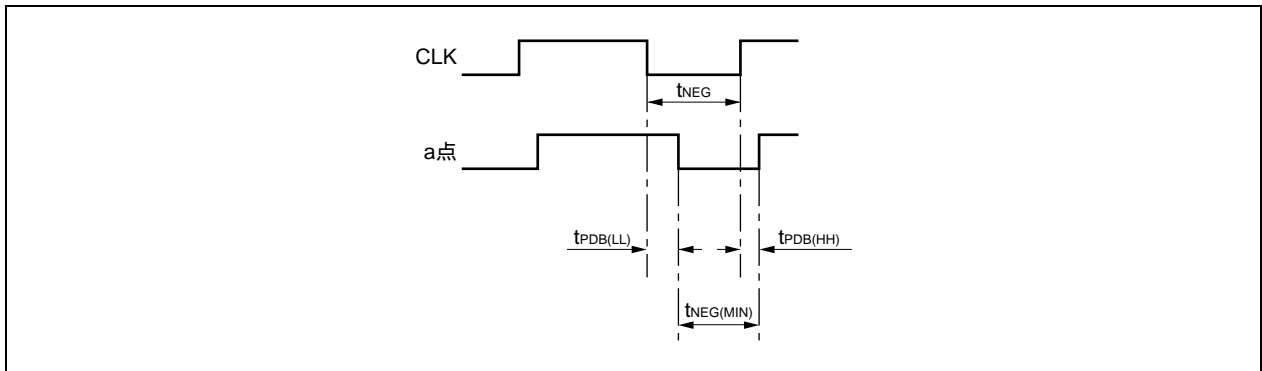 CLK
tNEG
a点
tPDB(LL)
tPDB(HH)
tNEG(MIN)